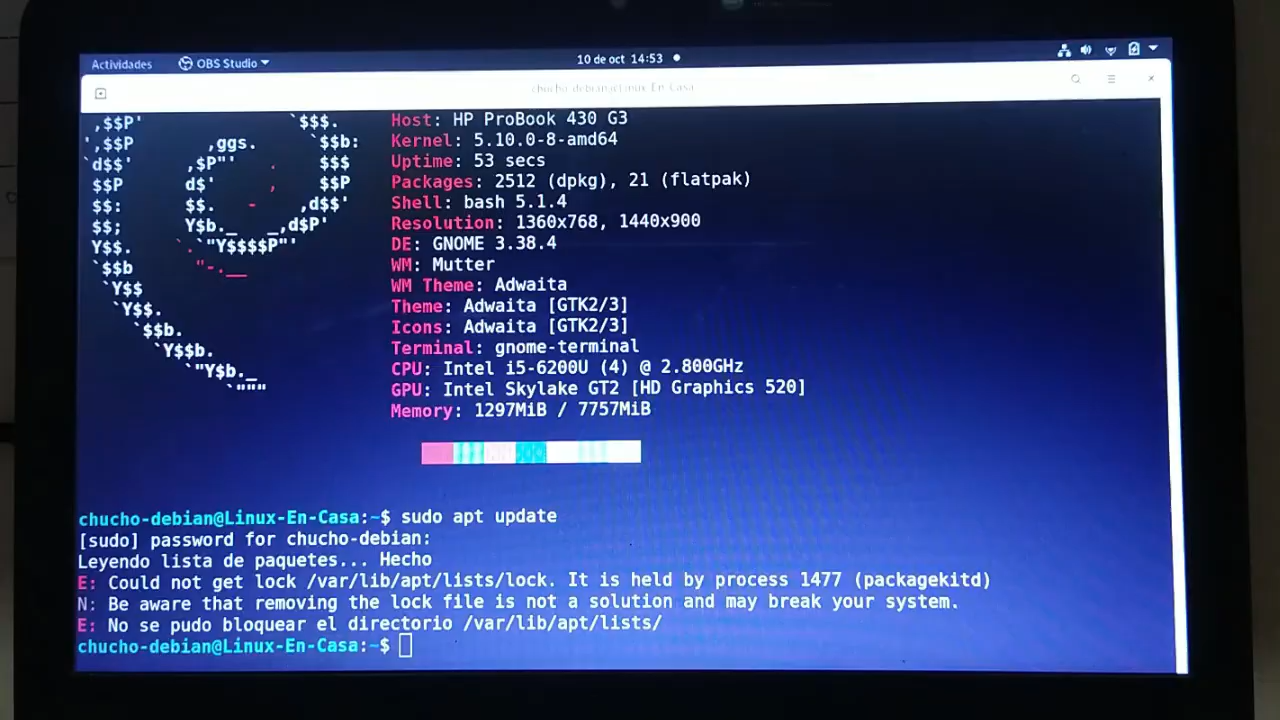 Actividades OBS Studio 10 de oct 14:53
chucho-debian@Linux-En-Casa
,$$P' `$$$. Host: HP ProBook 430 G3
',$$P ,ggs. `$$b: Kernel: 5.10.0-8-amd64
`d$$' ,$P"' . $$$ Uptime: 53 secs
$$P d$' , $$P Packages: 2512 (dpkg), 21 (flatpak)
$$: $$. - ,d$$' Shell: bash 5.1.4
$$; Y$b._ _,d$P' Resolution: 1360x768, 1440x900
Y$$. `.`"Y$$$$P"' DE: GNOME 3.38.4
`$$b "-.__ WM: Mutter
`Y$$ WM Theme: Adwaita
`Y$$. Theme: Adwaita [GTK2/3]
`$$b. Icons: Adwaita [GTK2/3]
`Y$$b. Terminal: gnome-terminal
`"Y$b._ CPU: Intel i5-6200U (4) @ 2.800GHz
`""" GPU: Intel Skylake GT2 [HD Graphics 520]
Memory: 1297MiB / 7757MiB
chucho-debian@Linux-En-Casa:~$ sudo apt update
[sudo] password for chucho-debian:
Leyendo lista de paquetes... Hecho
E: Could not get lock /var/lib/apt/lists/lock. It is held by process 1477 (packagekitd)
N: Be aware that removing the lock file is not a solution and may break your system.
E: No se pudo bloquear el directorio /var/lib/apt/lists/
chucho-debian@Linux-En-Casa:~$